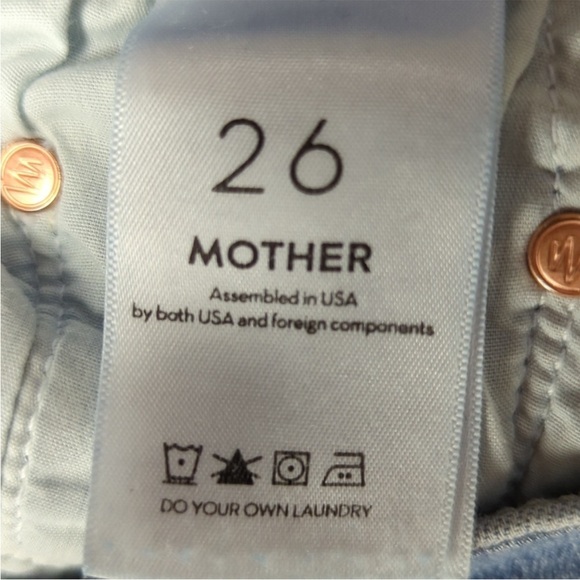 26
MOTHER
Assembled in USA
by both USA and foreign components
DO YOUR OWN LAUNDRY